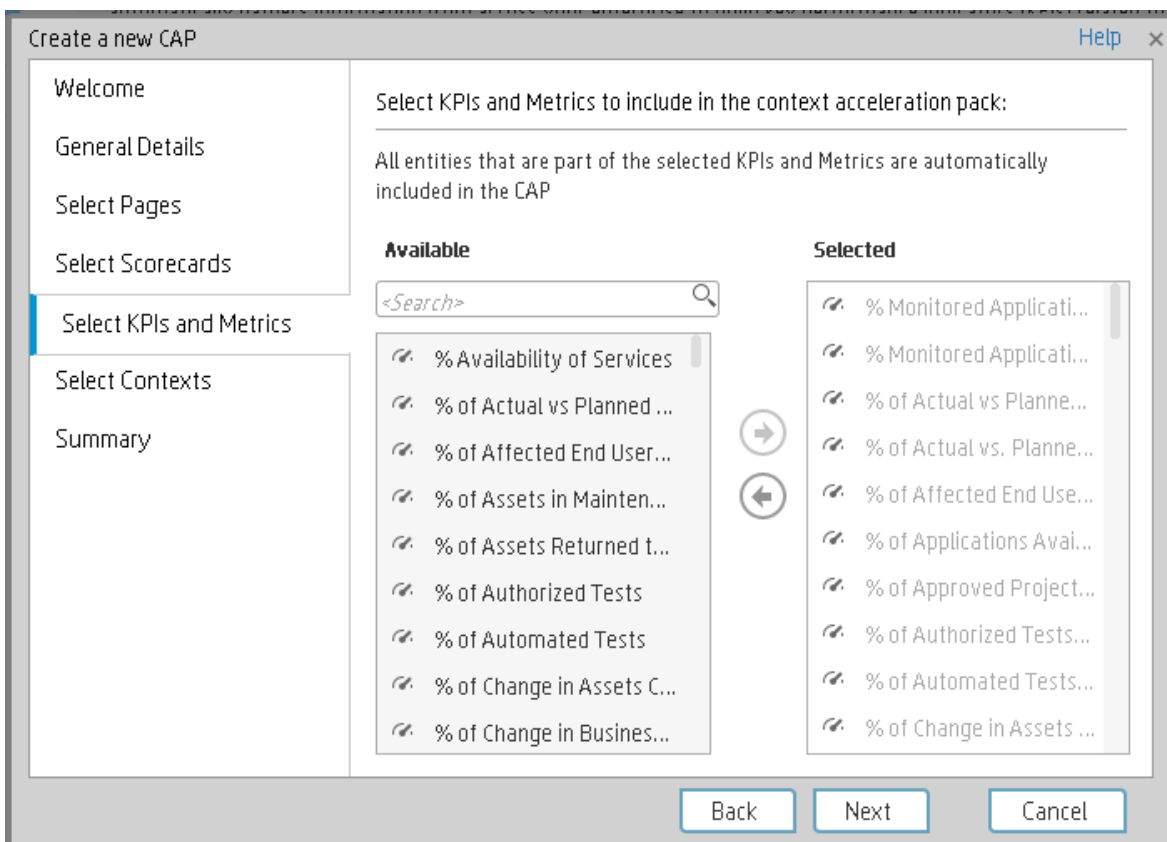 Create a new CAP
Help
Welcome
General Details
Select Pages
Select Scorecards
Select KPIs and Metrics
Select Contexts
Summary
Select KPIs and Metrics to include in the context acceleration pack:
All entities that are part of the selected KPIs and Metrics are automatically
included in the CAP
Available
<Search>
% Availability of Services
% of Actual vs Planned ...
% of Affected End User...
% of Assets in Mainten...
% of Assets Returned t...
% of Authorized Tests
% of Automated Tests
% of Change in Assets C...
% of Change in Busines...
Selected
% Monitored Applicati...
% Monitored Applicati...
% of Actual vs Planne...
% of Actual vs. Planne...
% of Affected End Use...
% of Applications Avai...
% of Approved Project...
% of Authorized Tests...
% of Automated Tests...
% of Change in Assets ...
Back
Next
Cancel